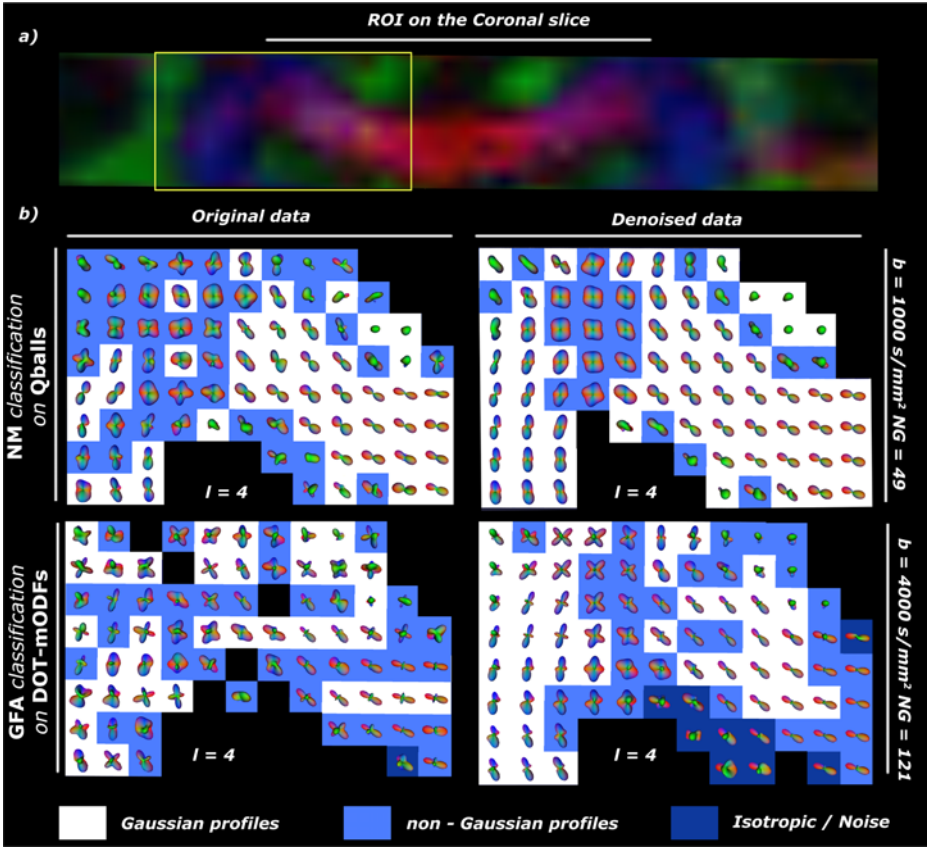 ROI on the Coronal slice
a)
b)
Original data
Denoised data
NM classification
on Qballs
l = 4
l = 4
b = 1000 s/mm² NG = 49
GFA classification
on DOT-mODFs
l = 4
l = 4
b = 4000 s/mm² NG = 121
Gaussian profiles
non - Gaussian profiles
Isotropic / Noise